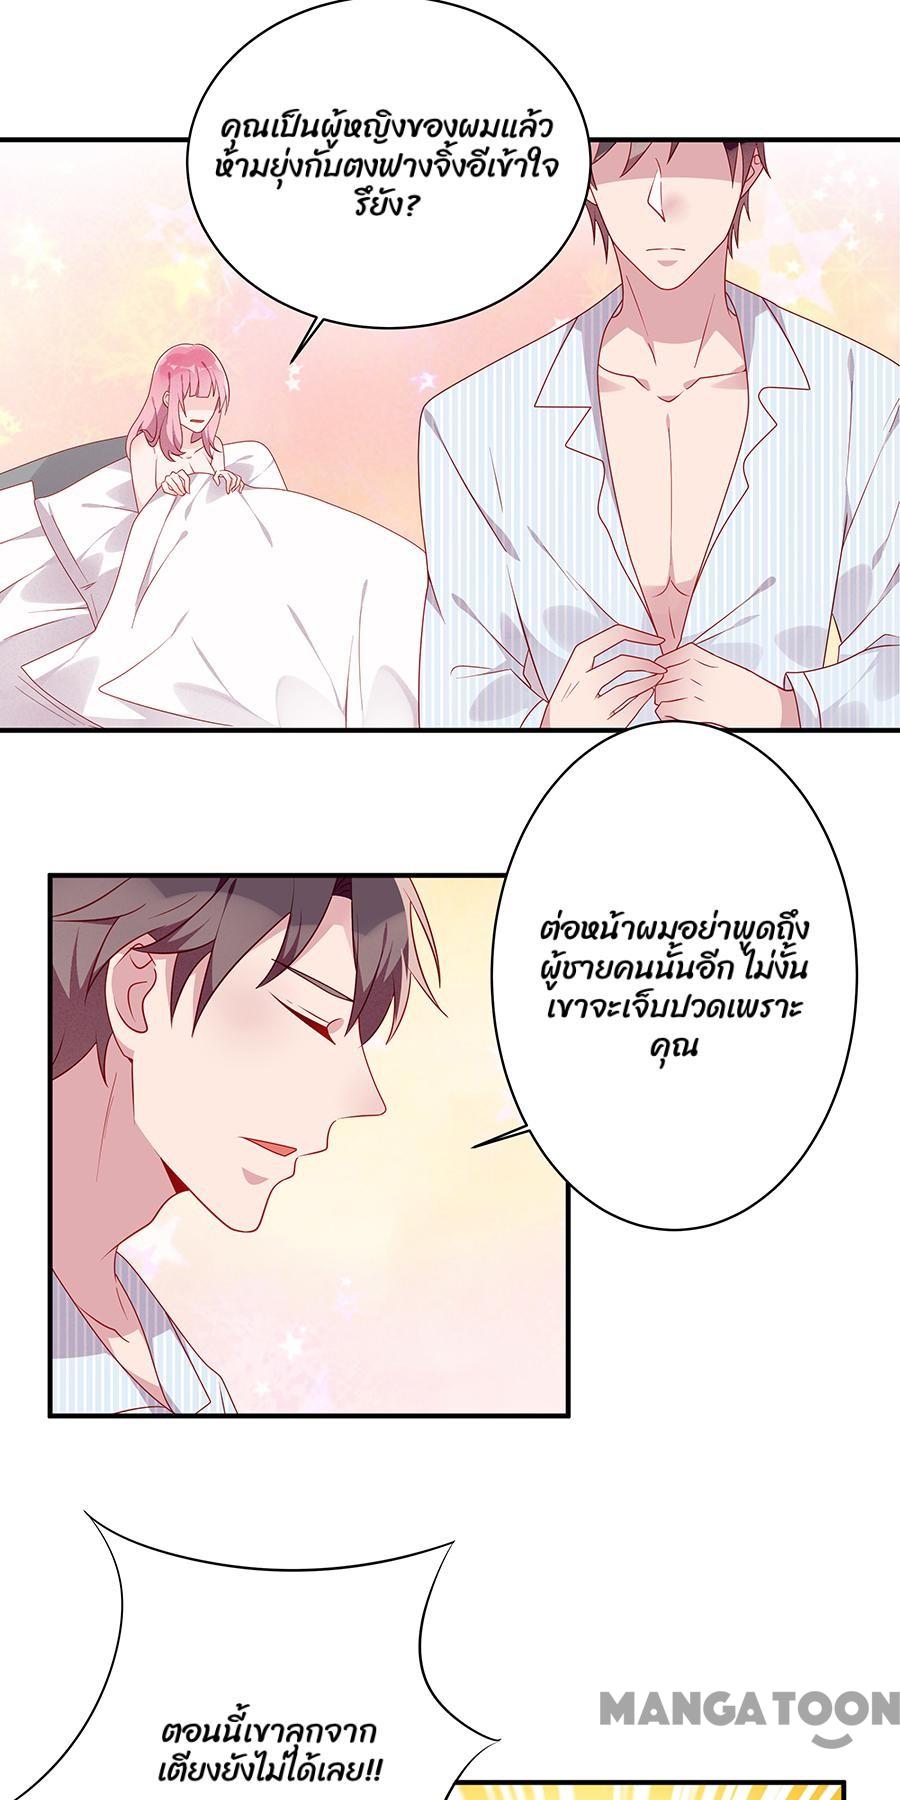 คุณเป็นผู้หญิงของผมแล้ว
ห้ามยุ่งกับตงฟางจิ้งอีเข้าใจ
รึยัง?
ต่อหน้าผมอย่าพูดถึง
ผู้ชายคนนั้นอีก ไม่งั้น
เขาจะเจ็บปวดเพราะ
คุณ
MANGATOON
ตอนนี้เขาลุกจาก
เตียงยังไม่ได้เลย!!